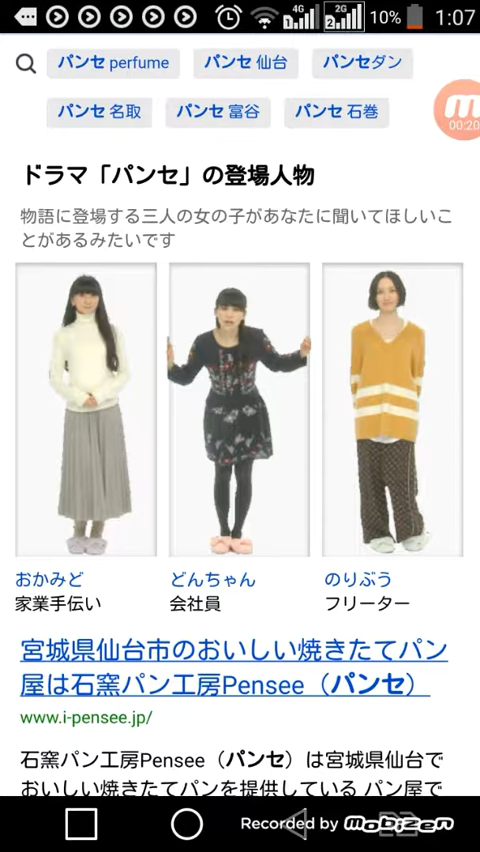 4G
1
2G
2
10%
1:07
パンセ perfume
パンセ 仙台
パンセダン
パンセ 名取
パンセ 富谷
パンセ 石巻
00:20
ドラマ「パンセ」の登場人物
物語に登場する三人の女の子があなたに聞いてほしいこ
とがあるみたいです
おかみど
どんちゃん
のりぶう
家業手伝い
会社員
フリーター
宮城県仙台市のおいしい焼きたてパン
屋は石窯パン工房Pensee（パンセ）
www.i-pensee.jp/
石窯パン工房Pensee（パンセ）は宮城県仙台で
おいしい焼きたてパンを提供している パン屋で
Recorded by mobizen